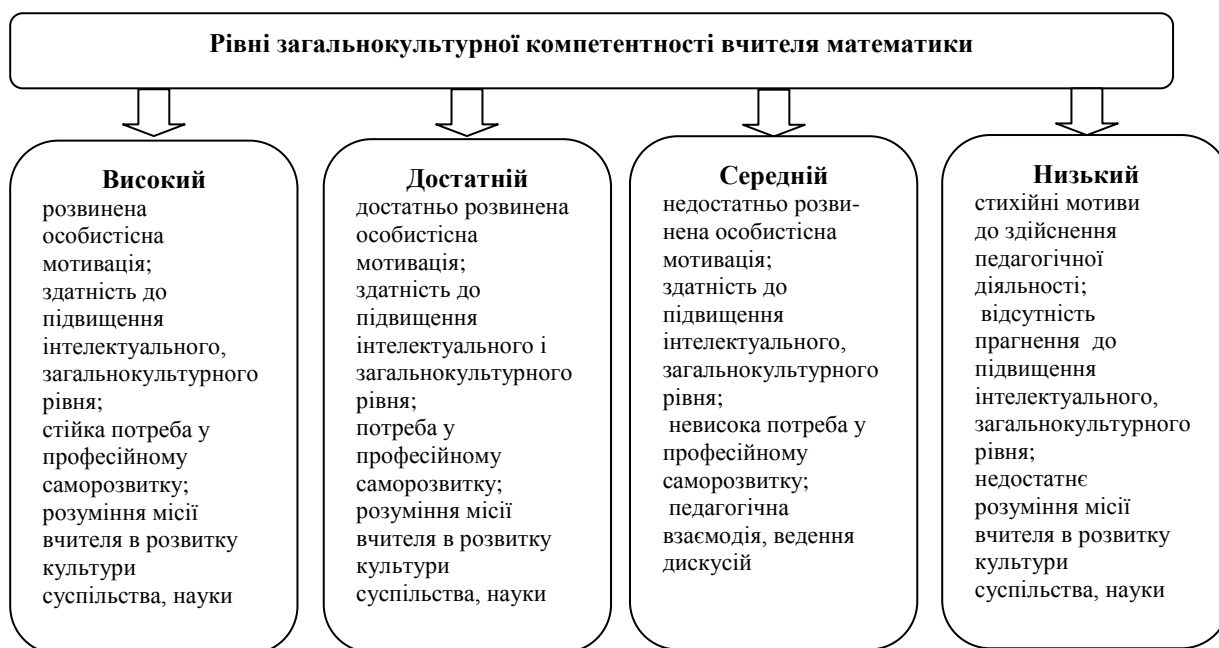 Рівні загальнокультурної компетентності вчителя математики
Високий
розвинена
особистісна
мотивація;
здатність до
підвищення
інтелектуального,
загальнокультурного
рівня;
стійка потреба у
професійному
саморозвитку;
розуміння місії
вчителя в розвитку
культури
суспільства, науки
Достатній
достатньо розвинена
особистісна
мотивація;
здатність до
підвищення
інтелектуального і
загальнокультурного
рівня;
потреба у
професійному
саморозвитку;
розуміння місії
вчителя в розвитку
культури
суспільства, науки
Середній
недостатньо розви-
нена особистісна
мотивація;
здатність до
підвищення
інтелектуального,
загальнокультурного
рівня;
невисока потреба у
професійному
саморозвитку;
педагогічна
взаємодія, ведення
дискусій
Низький
стихійні мотиви
до здійснення
педагогічної
діяльності;
відсутність
прагнення до
підвищення
інтелектуального,
загальнокультурного
рівня;
недостатнє
розуміння місії
вчителя в розвитку
культури
суспільства, науки